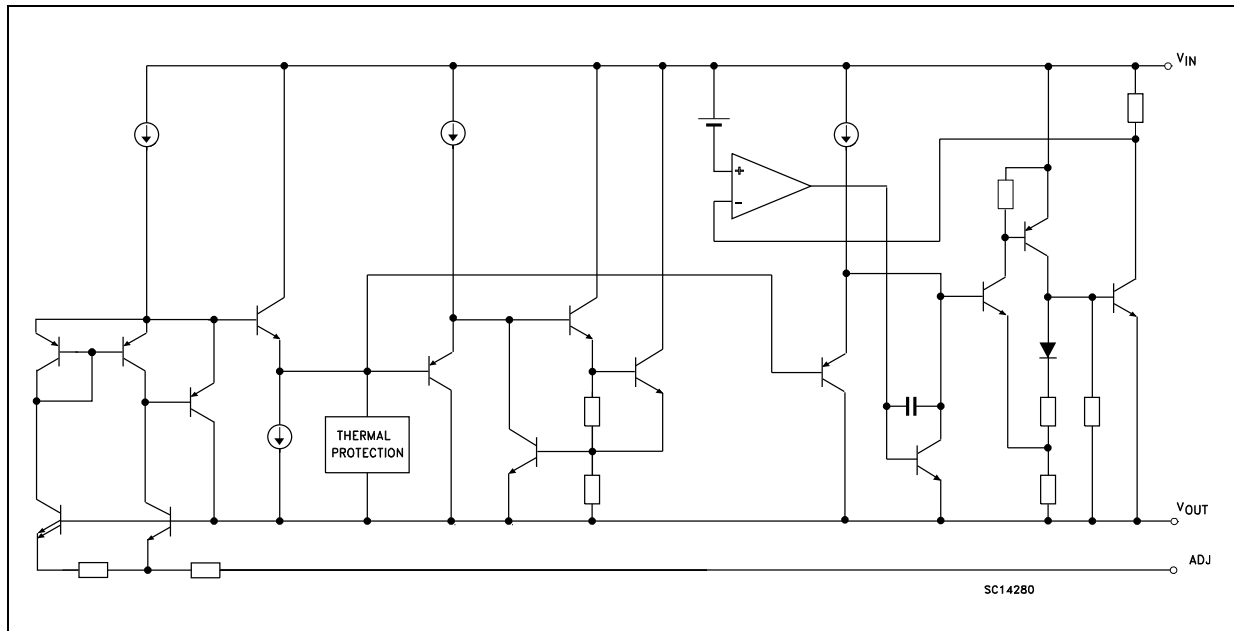 VIN
+
-
THERMAL
PROTECTION
VOUT
ADJ
SC14280